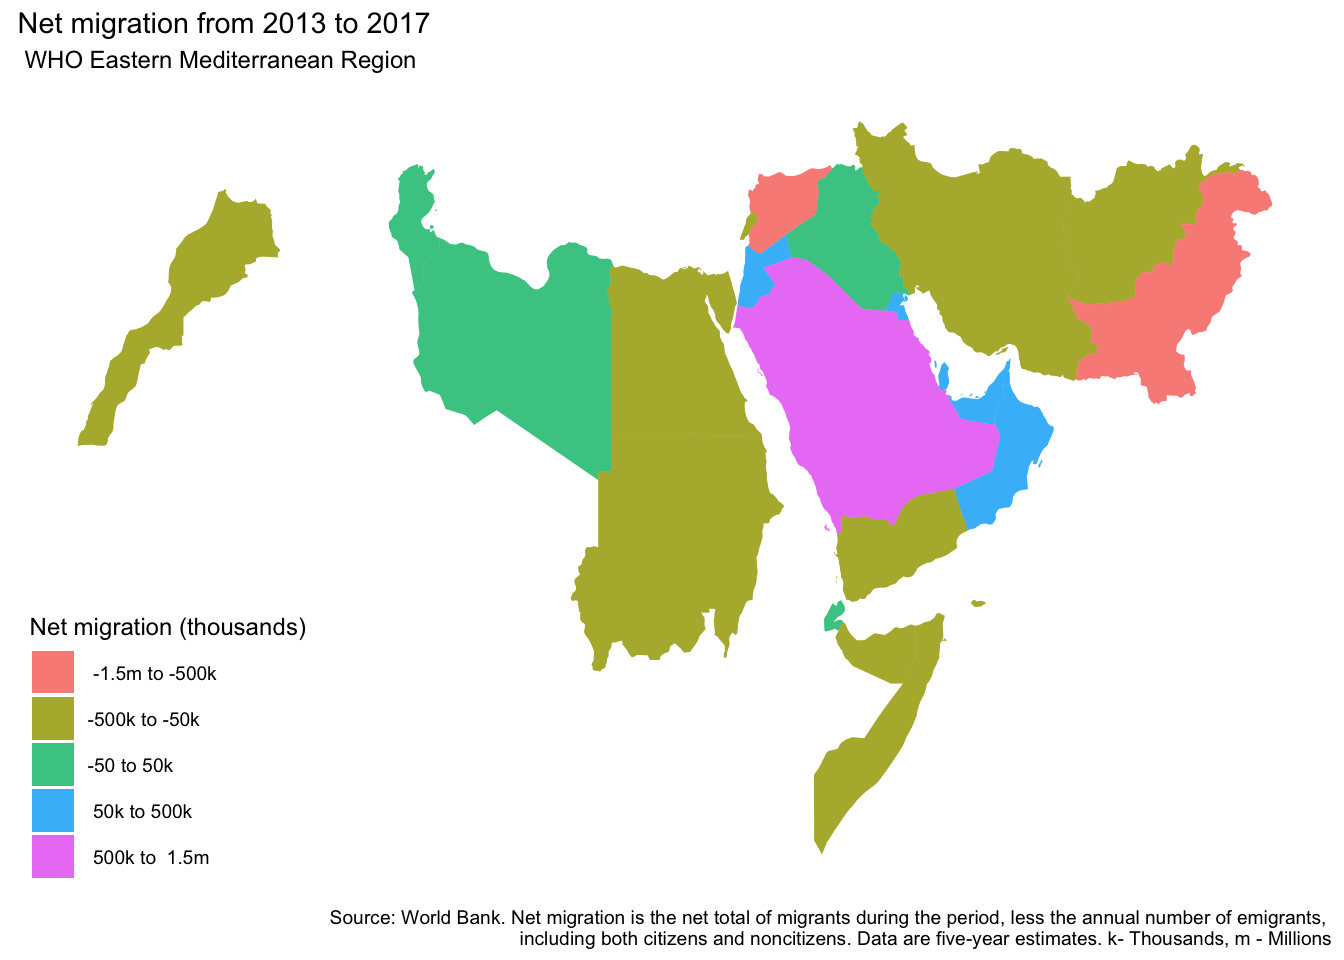 Net migration from 2013 to 2017
WHO Eastern Mediterranean Region
Net migration (thousands)
-1.5m to -500k
-500k to -50k
-50 to 50k
50k to 500k
500k to  1.5m
Source: World Bank. Net migration is the net total of migrants during the period, less the annual number of emigrants,
including both citizens and noncitizens. Data are five-year estimates. k- Thousands, m - Millions